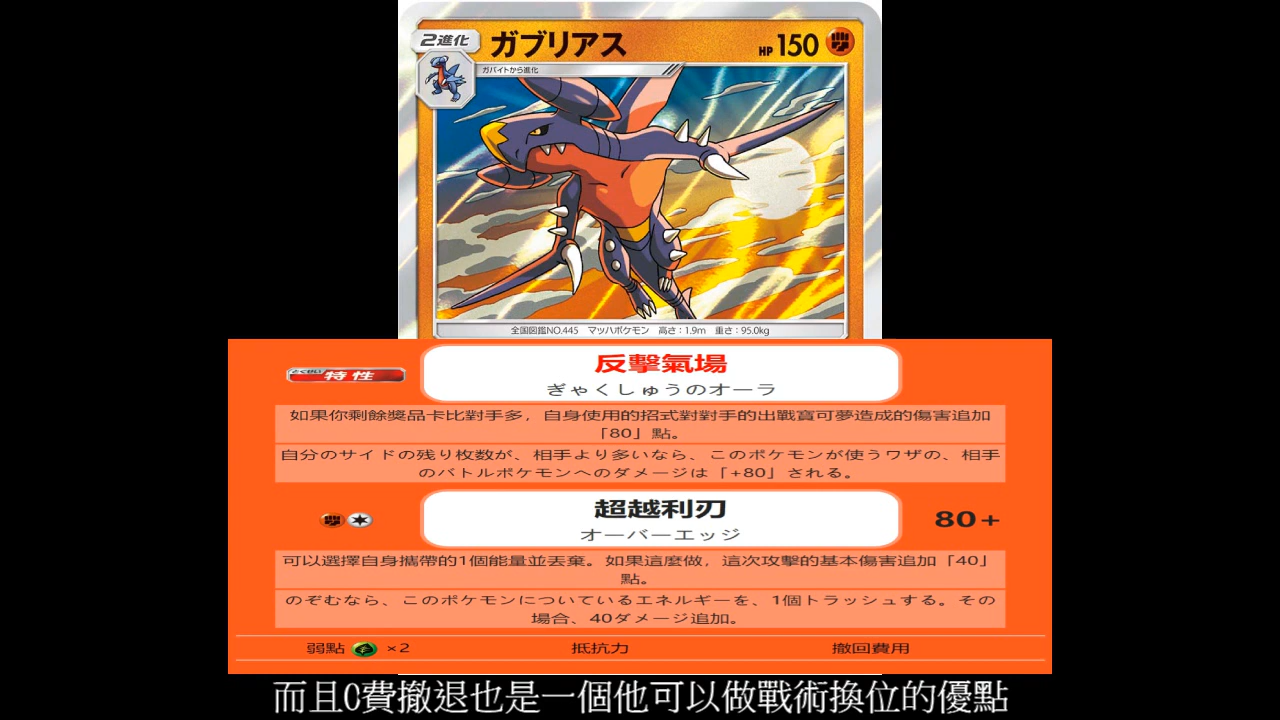 2進化 ガブリアス HP 150
ガバイトから進化
全国図鑑NO.445 マッハポケモン 高さ：1.9m 重さ：95.0kg
とくせい 特性 反擊氣場
ぎゃくしゅうのオーラ
如果你剩餘獎品卡比對手多，自身使用的招式對對手的出戰寶可夢造成的傷害追加
「80」點。
自分のサイドの残り枚数が、相手より多いなら、このポケモンが使うワザの、相手
のバトルポケモンへのダメージは「+80」される。
超越利刃 80+
オーバーエッジ
可以選擇自身攜帶的1個能量並丟棄。如果這麼做，這次攻擊的基本傷害追加「40」
點。
のぞむなら、このポケモンについているエネルギーを、1個トラッシュする。その
場合、40ダメージ追加。
弱點 ×2 抵抗力 撤回費用
而且0費撤退也是一個他可以做戰術換位的優點